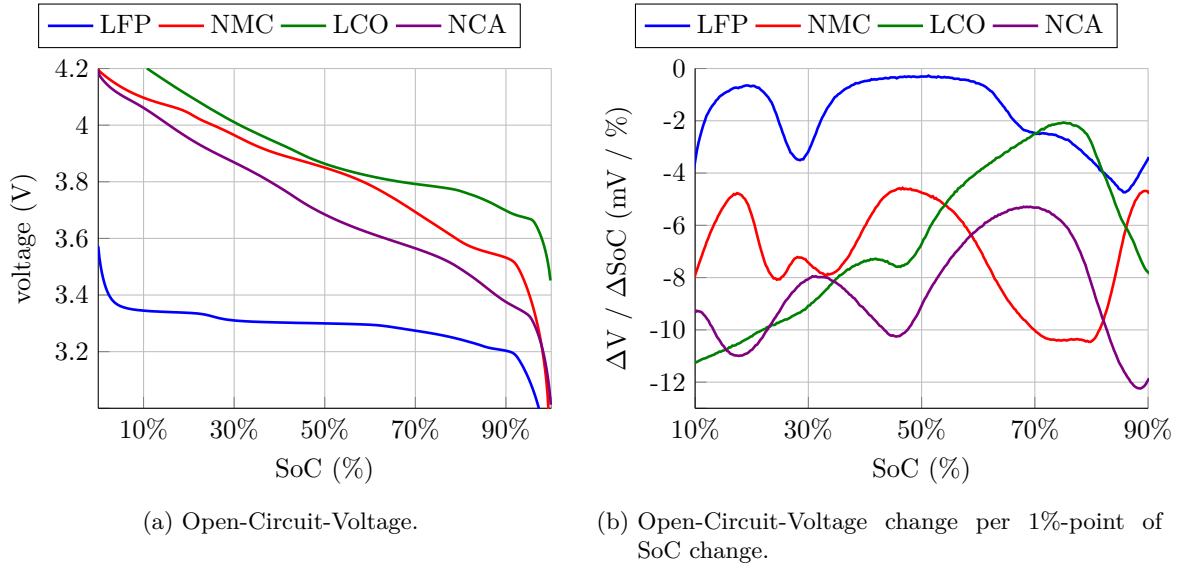 LFP NMC LCO NCA
4.2
4
3.8
3.6
3.4
3.2
voltage (V)
10% 30% 50% 70% 90%
SoC (%)
(a) Open-Circuit-Voltage.
LFP NMC LCO NCA
0
-2
-4
-6
-8
-10
-12
ΔV / ΔSoC (mV / %)
10% 30% 50% 70% 90%
SoC (%)
(b) Open-Circuit-Voltage change per 1%-point of
SoC change.